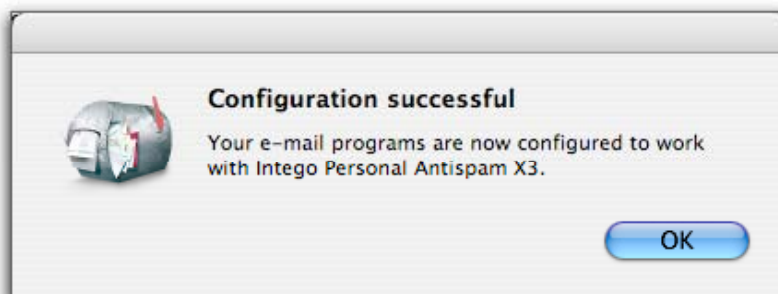 Configuration successful
Your e-mail programs are now configured to work
with Intego Personal Antispam X3.
OK